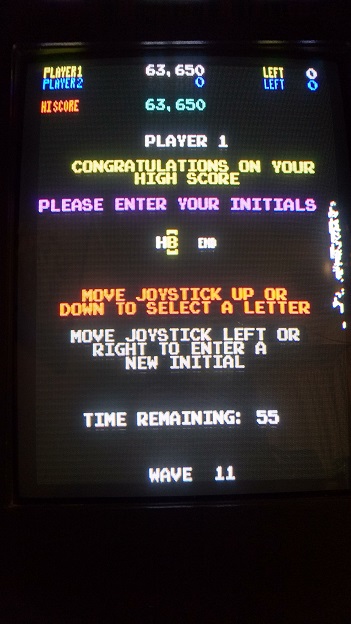 PLAYER1 63,650 LEFT 0
PLAYER2 0 LEFT 0
HISCORE 63,650
PLAYER 1
CONGRATULATIONS ON YOUR
HIGH SCORE
PLEASE ENTER YOUR INITIALS
HB END
MOVE JOYSTICK UP OR
DOWN TO SELECT A LETTER
MOVE JOYSTICK LEFT OR
RIGHT TO ENTER A
NEW INITIAL
TIME REMAINING: 55
WAVE 11